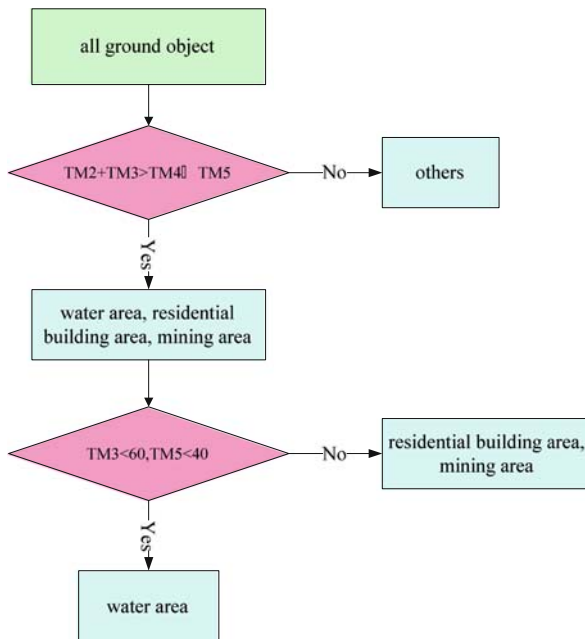 all ground object
TM2+TM3>TM4▯ TM5
No
others
Yes
water area, residential
building area, mining area
TM3<60,TM5<40
No
residential building area,
mining area
Yes
water area